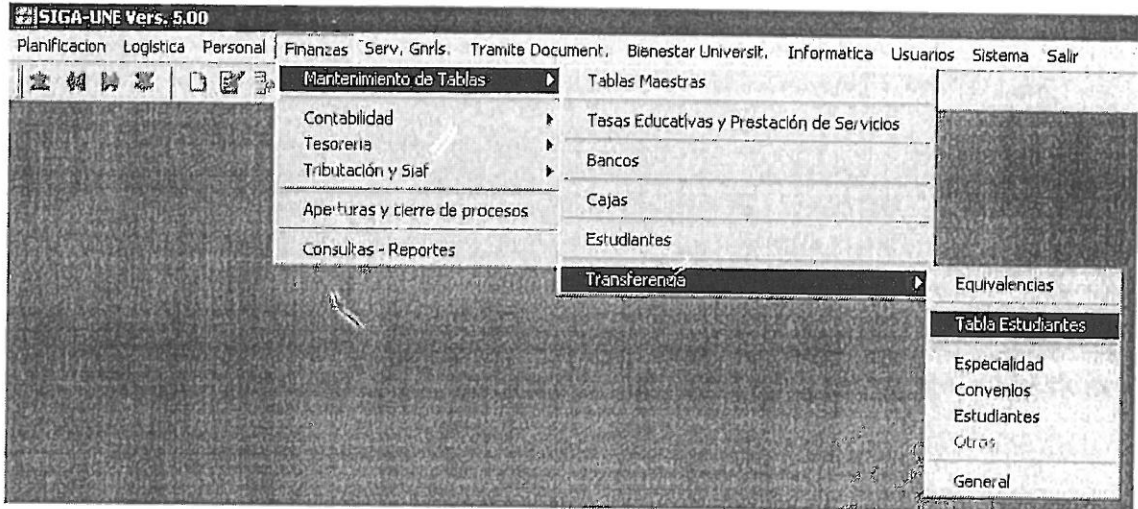 SIGA-UNE Vers. 5.00
Planificacion Logistica Personal Finanzas Serv. Gnrls. Tramite Document. Bienestar Universit. Informatica Usuarios Sistema Salir
Mantenimiento de Tablas
Contabilidad
Tesoreria
Tributación y Siaf
Aperturas y cierre de procesos
Consultas - Reportes
Tablas Maestras
Tasas Educativas y Prestación de Servicios
Bancos
Cajas
Estudiantes
Transferencia
Equivalencias
Tabla Estudiantes
Especialidad
Convenios
Estudiantes
Otros
General